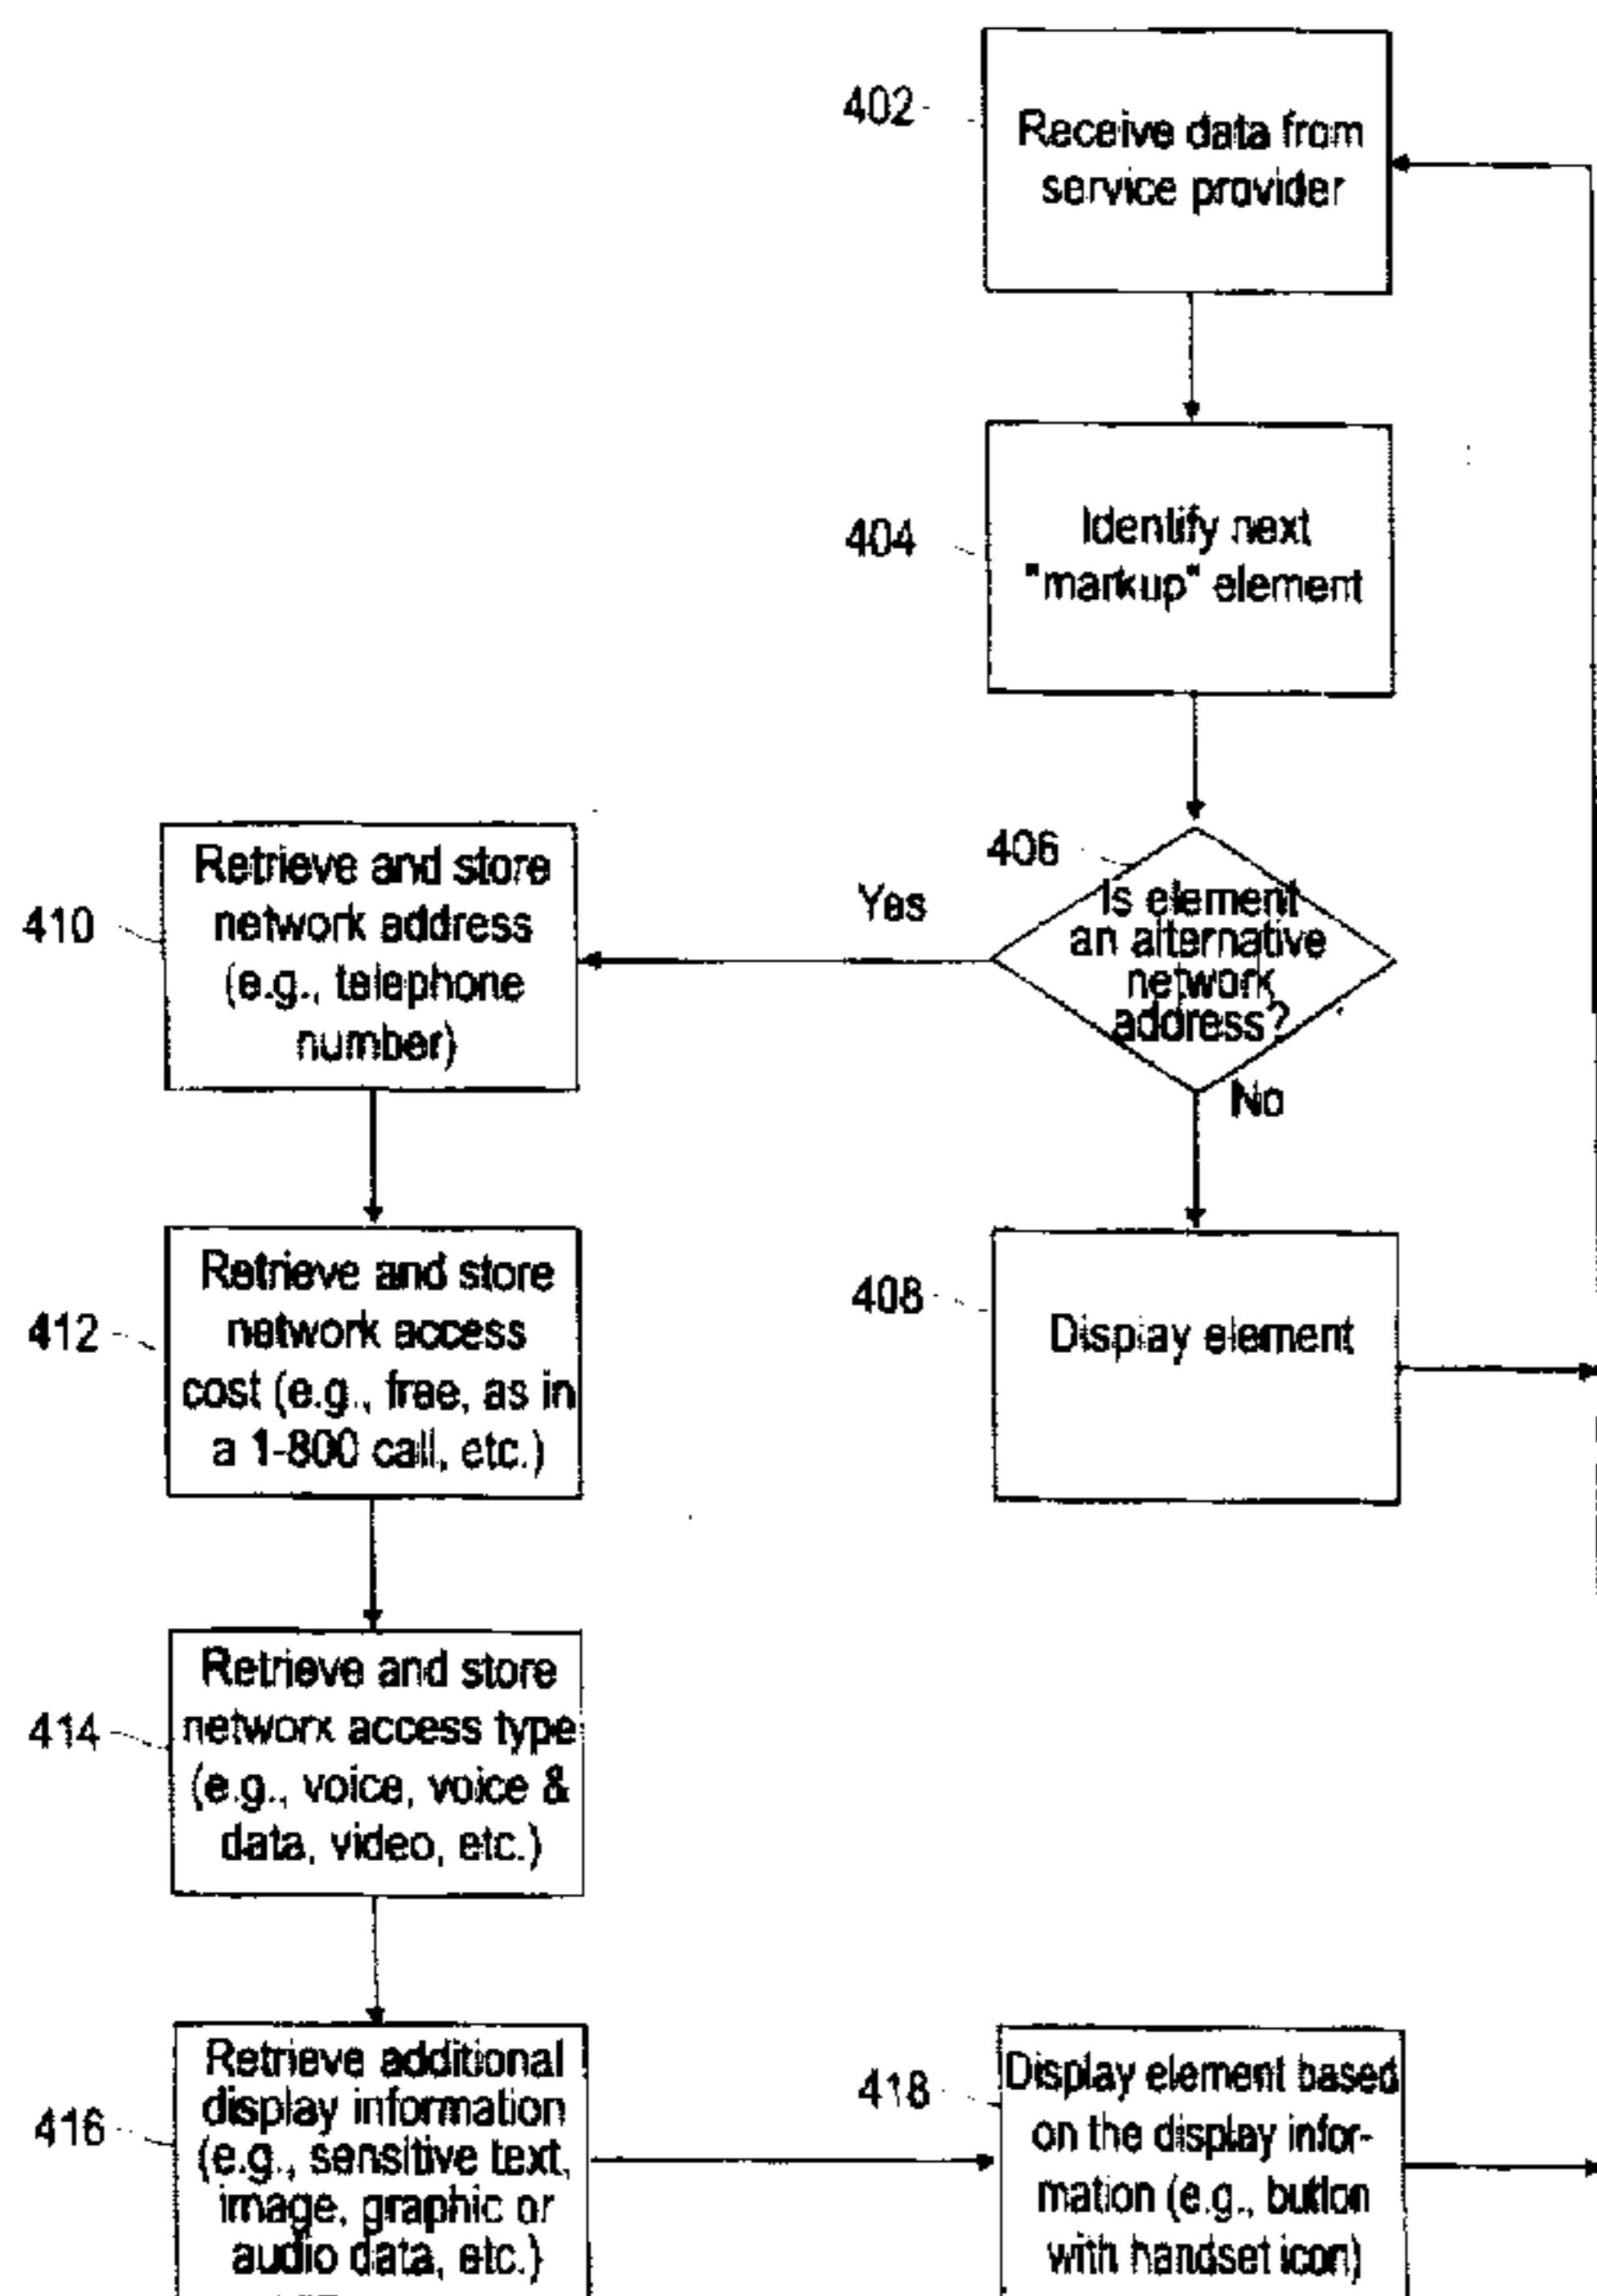 402
Receive data from
service provider
404
Identify next
"markup" element
406
Is element
an alternative
network
address?
Yes
No
410
Retrieve and store
network address
(e.g., telephone
number)
412
Retrieve and store
network access
cost (e.g., free, as in
a 1-800 call, etc.)
408
Display element
414
Retrieve and store
network access type
(e.g., voice, voice &
data, video, etc.)
416
Retrieve additional
display information
(e.g., sensitive text,
image, graphic or
audio data, etc.)
418
Display element based
on the display infor-
mation (e.g., button
with handset icon)